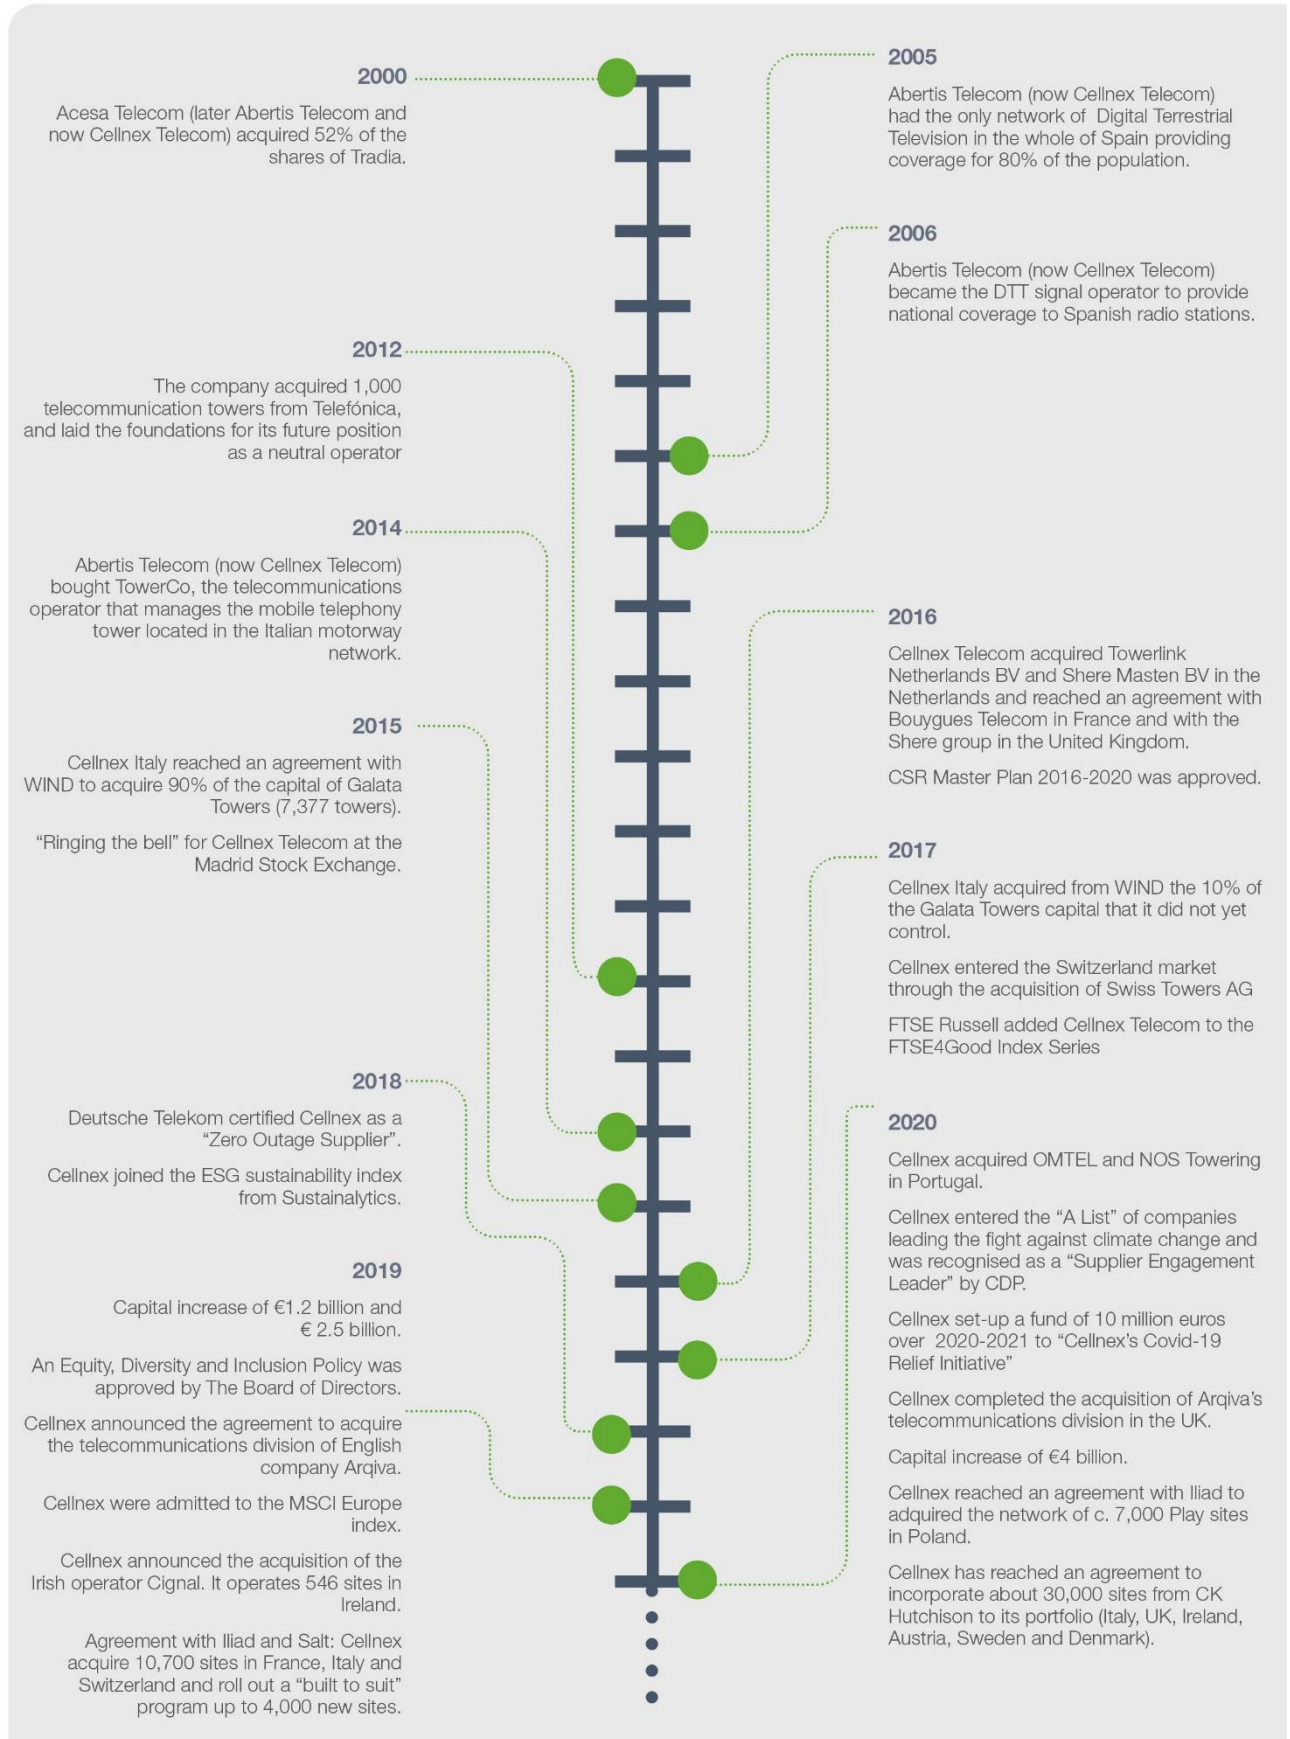 2000
Acesa Telecom (later Abertis Telecom and
now Cellnex Telecom) acquired 52% of the
shares of Tradia.
2012
The company acquired 1,000
telecommunication towers from Telefónica,
and laid the foundations for its future position
as a neutral operator
2014
Abertis Telecom (now Cellnex Telecom)
bought TowerCo, the telecommunications
operator that manages the mobile telephony
tower located in the Italian motorway
network.
2015
Cellnex Italy reached an agreement with
WIND to acquire 90% of the capital of Galata
Towers (7,377 towers).
“Ringing the bell” for Cellnex Telecom at the
Madrid Stock Exchange.
2018
Deutsche Telekom certified Cellnex as a
“Zero Outage Supplier”.
Cellnex joined the ESG sustainability index
from Sustainalytics.
2019
Capital increase of €1.2 billion and
€ 2.5 billion.
An Equity, Diversity and Inclusion Policy was
approved by The Board of Directors.
Cellnex announced the agreement to acquire
the telecommunications division of English
company Arqiva.
Cellnex were admitted to the MSCI Europe
index.
Cellnex announced the acquisition of the
Irish operator Cignal. It operates 546 sites in
Ireland.
Agreement with Iliad and Salt: Cellnex
acquire 10,700 sites in France, Italy and
Switzerland and roll out a “built to suit”
program up to 4,000 new sites.
2005
Abertis Telecom (now Cellnex Telecom)
had the only network of Digital Terrestrial
Television in the whole of Spain providing
coverage for 80% of the population.
2006
Abertis Telecom (now Cellnex Telecom)
became the DTT signal operator to provide
national coverage to Spanish radio stations.
2016
Cellnex Telecom acquired Towerlink
Netherlands BV and Shere Masten BV in the
Netherlands and reached an agreement with
Bouygues Telecom in France and with the
Shere group in the United Kingdom.
CSR Master Plan 2016-2020 was approved.
2017
Cellnex Italy acquired from WIND the 10% of
the Galata Towers capital that it did not yet
control.
Cellnex entered the Switzerland market
through the acquisition of Swiss Towers AG
FTSE Russell added Cellnex Telecom to the
FTSE4Good Index Series
2020
Cellnex acquired OMTEL and NOS Towering
in Portugal.
Cellnex entered the “A List” of companies
leading the fight against climate change and
was recognised as a “Supplier Engagement
Leader” by CDP.
Cellnex set-up a fund of 10 million euros
over 2020-2021 to “Cellnex’s Covid-19
Relief Initiative”
Cellnex completed the acquisition of Arqiva’s
telecommunications division in the UK.
Capital increase of €4 billion.
Cellnex reached an agreement with Iliad to
adquired the network of c. 7,000 Play sites
in Poland.
Cellnex has reached an agreement to
incorporate about 30,000 sites from CK
Hutchison to its portfolio (Italy, UK, Ireland,
Austria, Sweden and Denmark).